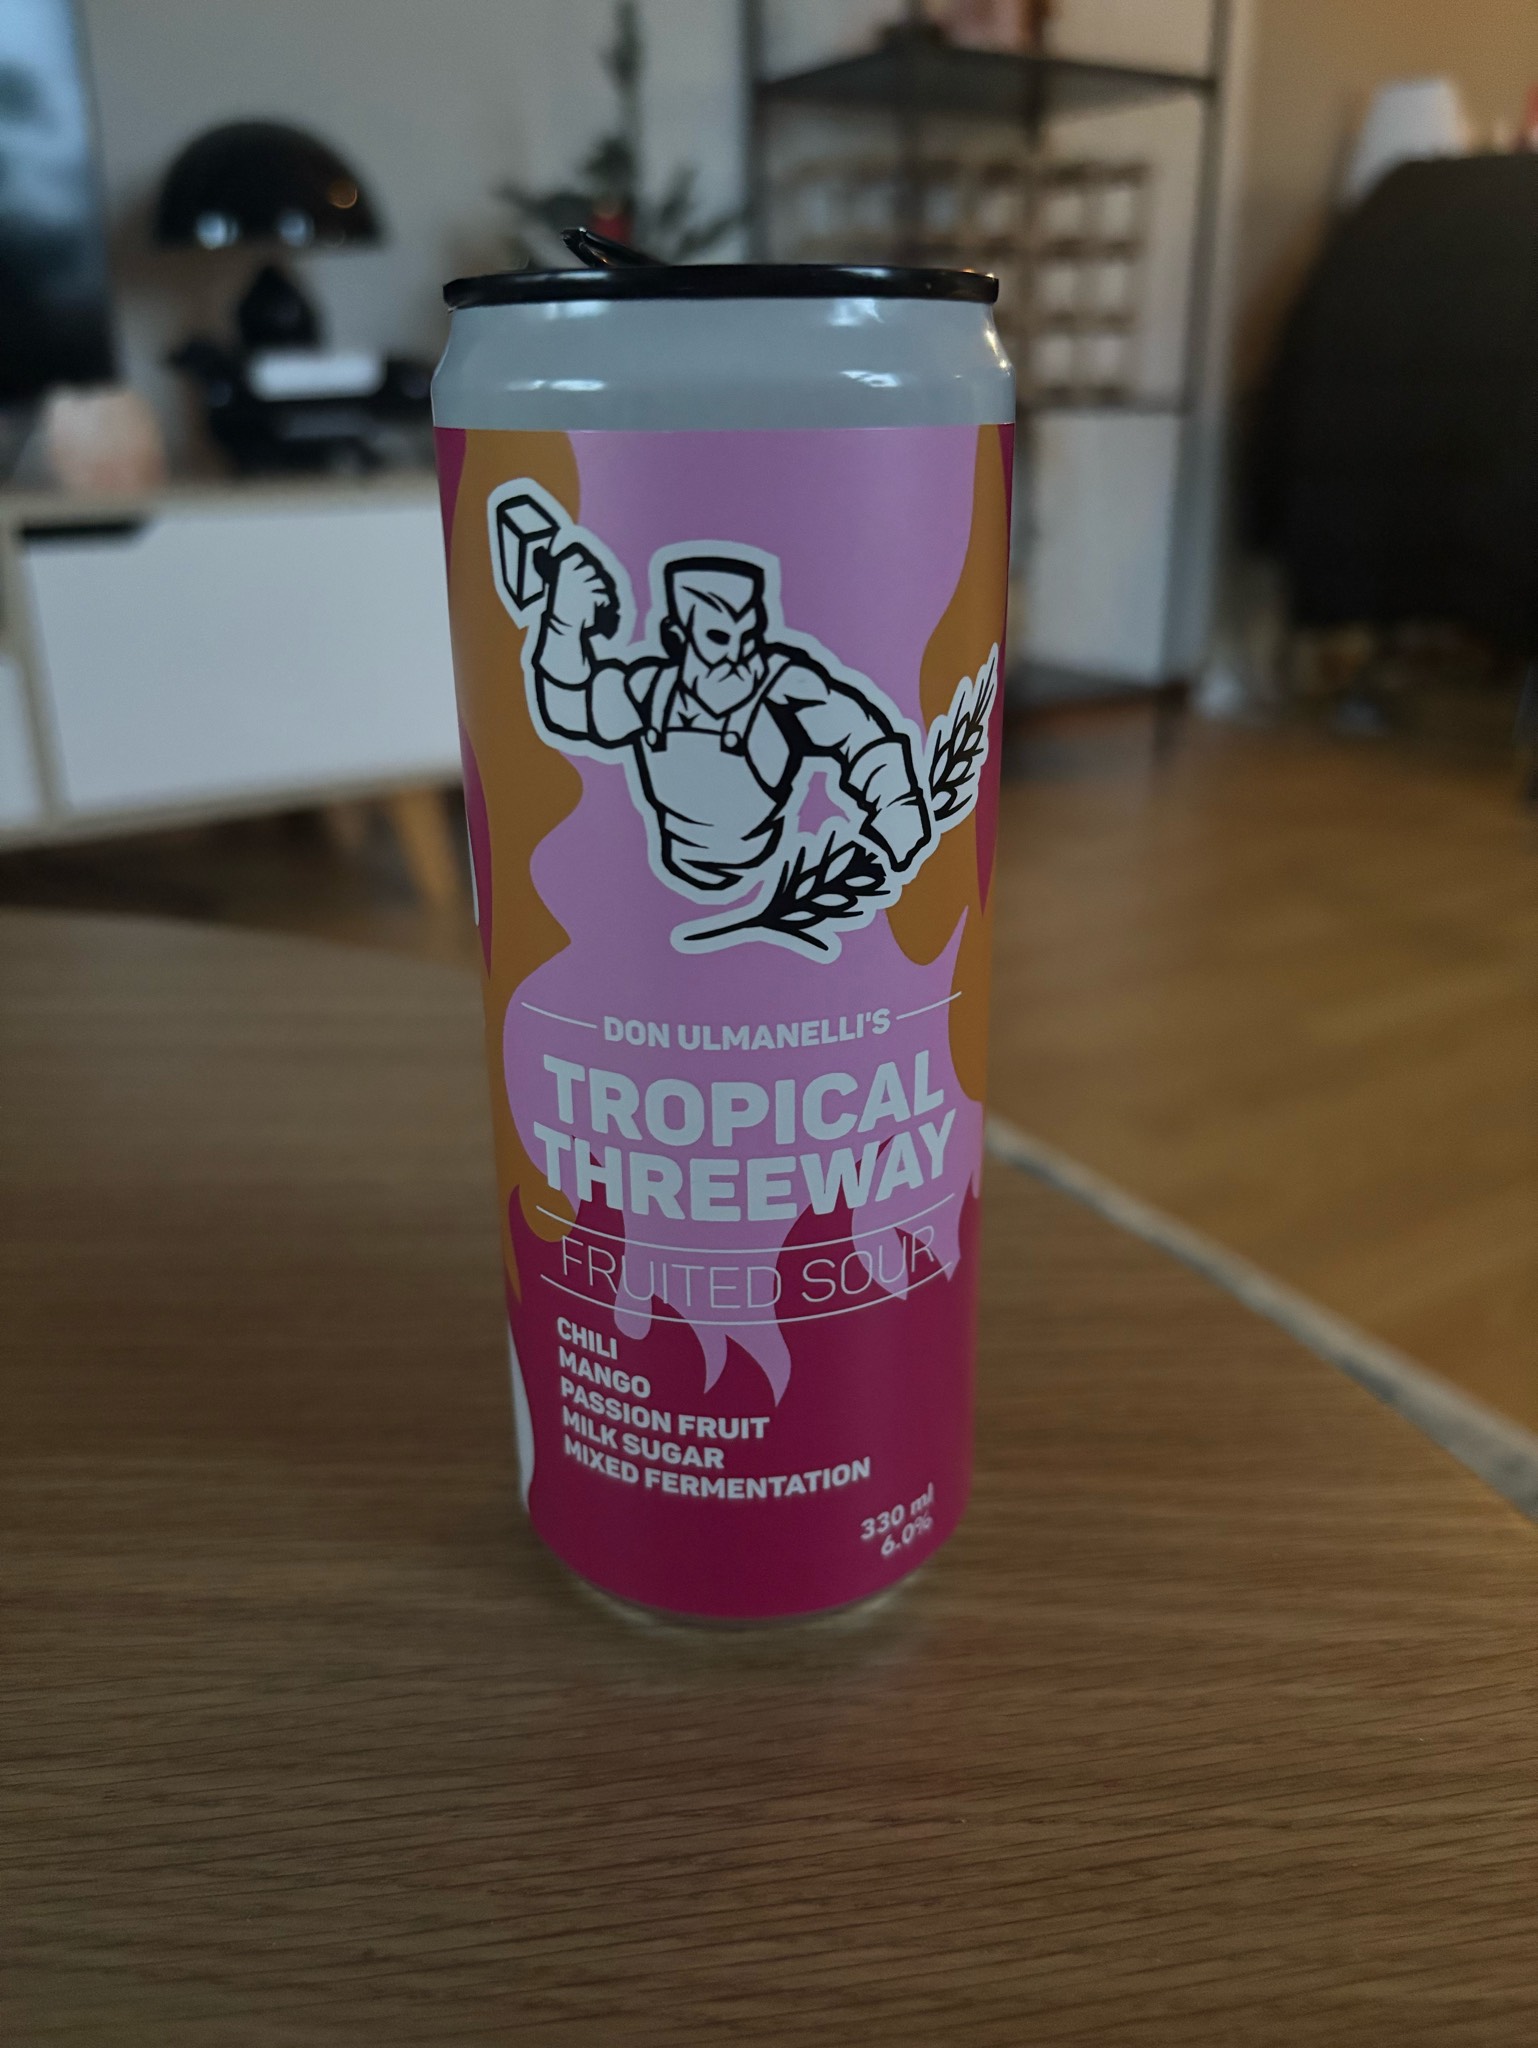 DON ULMANELLI'S
TROPICAL
THREEWAY
FRUITED SOUR
CHILI
MANGO
PASSION FRUIT
MILK SUGAR
MIXED FERMENTATION
330 ml
6.0%